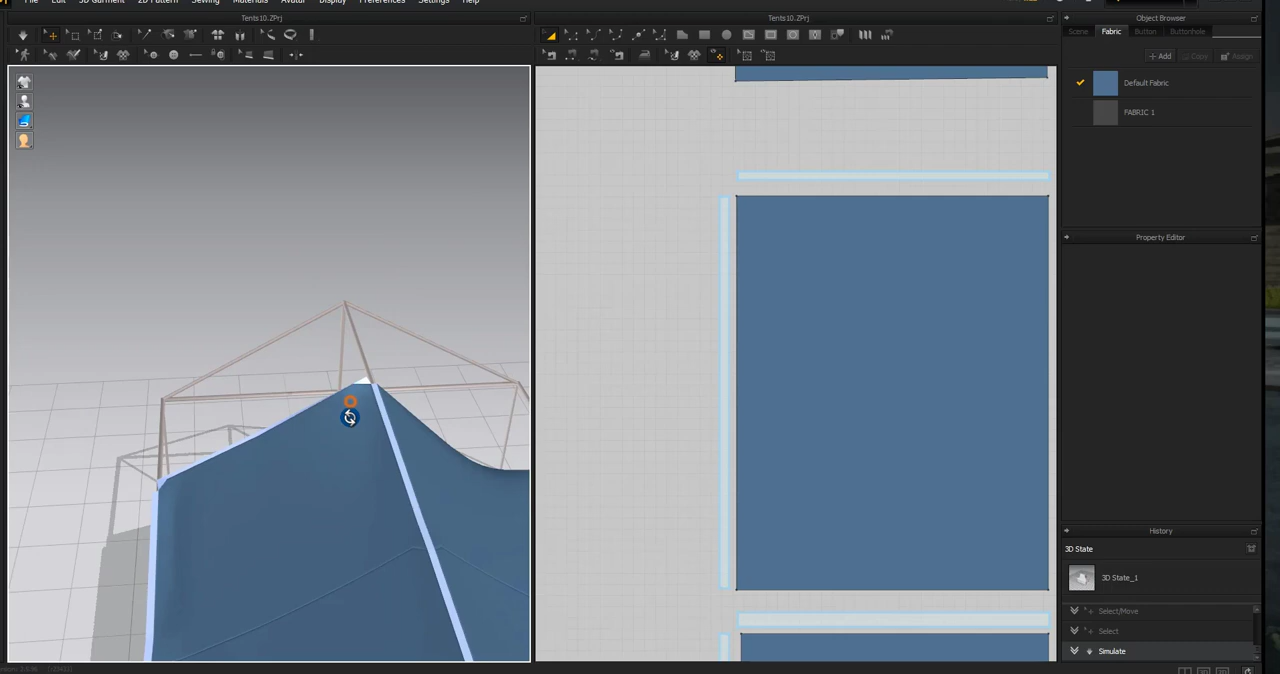 File Edit 3D Garment 2D Pattern Sewing Materials Avatar Display Preferences Settings Help
Tents10.ZPrj
Tents10.ZPrj
Object Browser
Scene Fabric Button Buttonhole
+ Add Copy Assign
Default Fabric
FABRIC 1
Property Editor
History
3D State
3D State_1
Select/Move
Select
Simulate